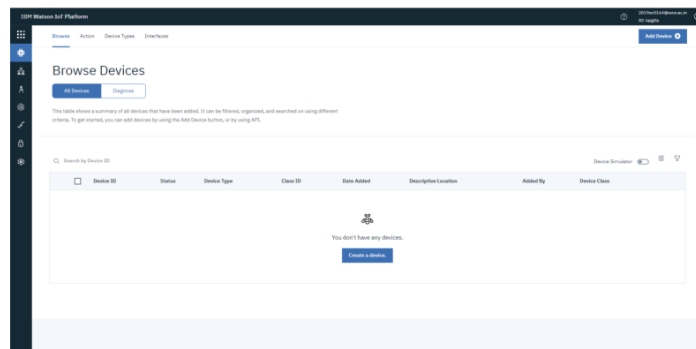 IBM Watson IoT Platform
Browse Action Device Types Interfaces
Add Device
Browse Devices
All Devices Diagnose
This table shows a summary of all devices that have been added. It can be filtered, organized, and searched on using different
criteria. To get started, you can add devices by using the Add Device button, or by using API.
Search by Device ID
Device Simulator
Device ID Status Device Type Class ID Date Added Descriptive Location Added By Device Class
You don't have any devices.
Create a device.